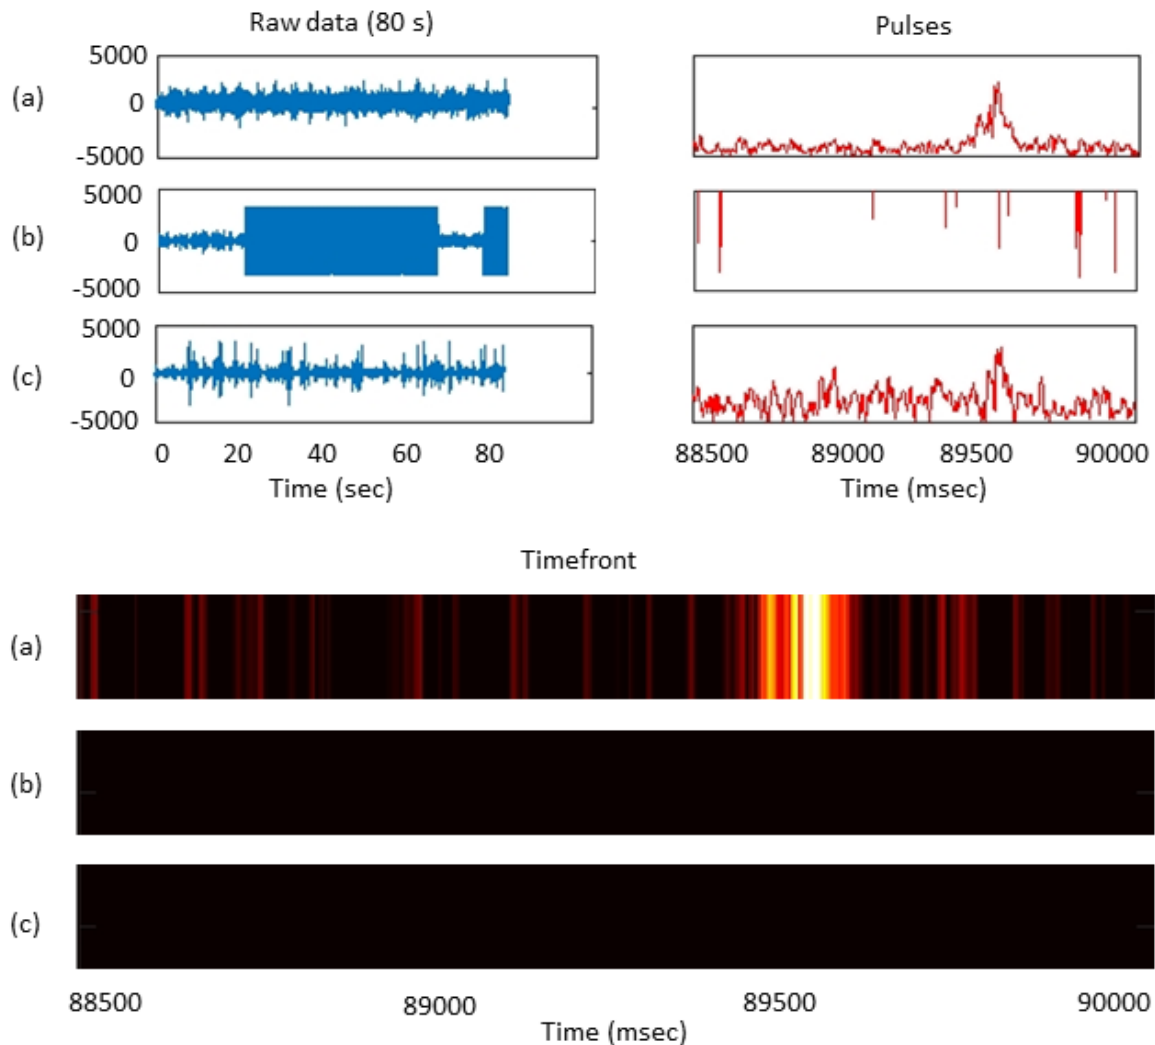 Raw data (80 s)
Pulses
(a)
5000
0
-5000
(b)
5000
0
-5000
(c)
5000
0
-5000
0 20 40 60 80
Time (sec)
88500 89000 89500 90000
Time (msec)
Timefront
(a)
(b)
(c)
88500 89000 89500 90000
Time (msec)